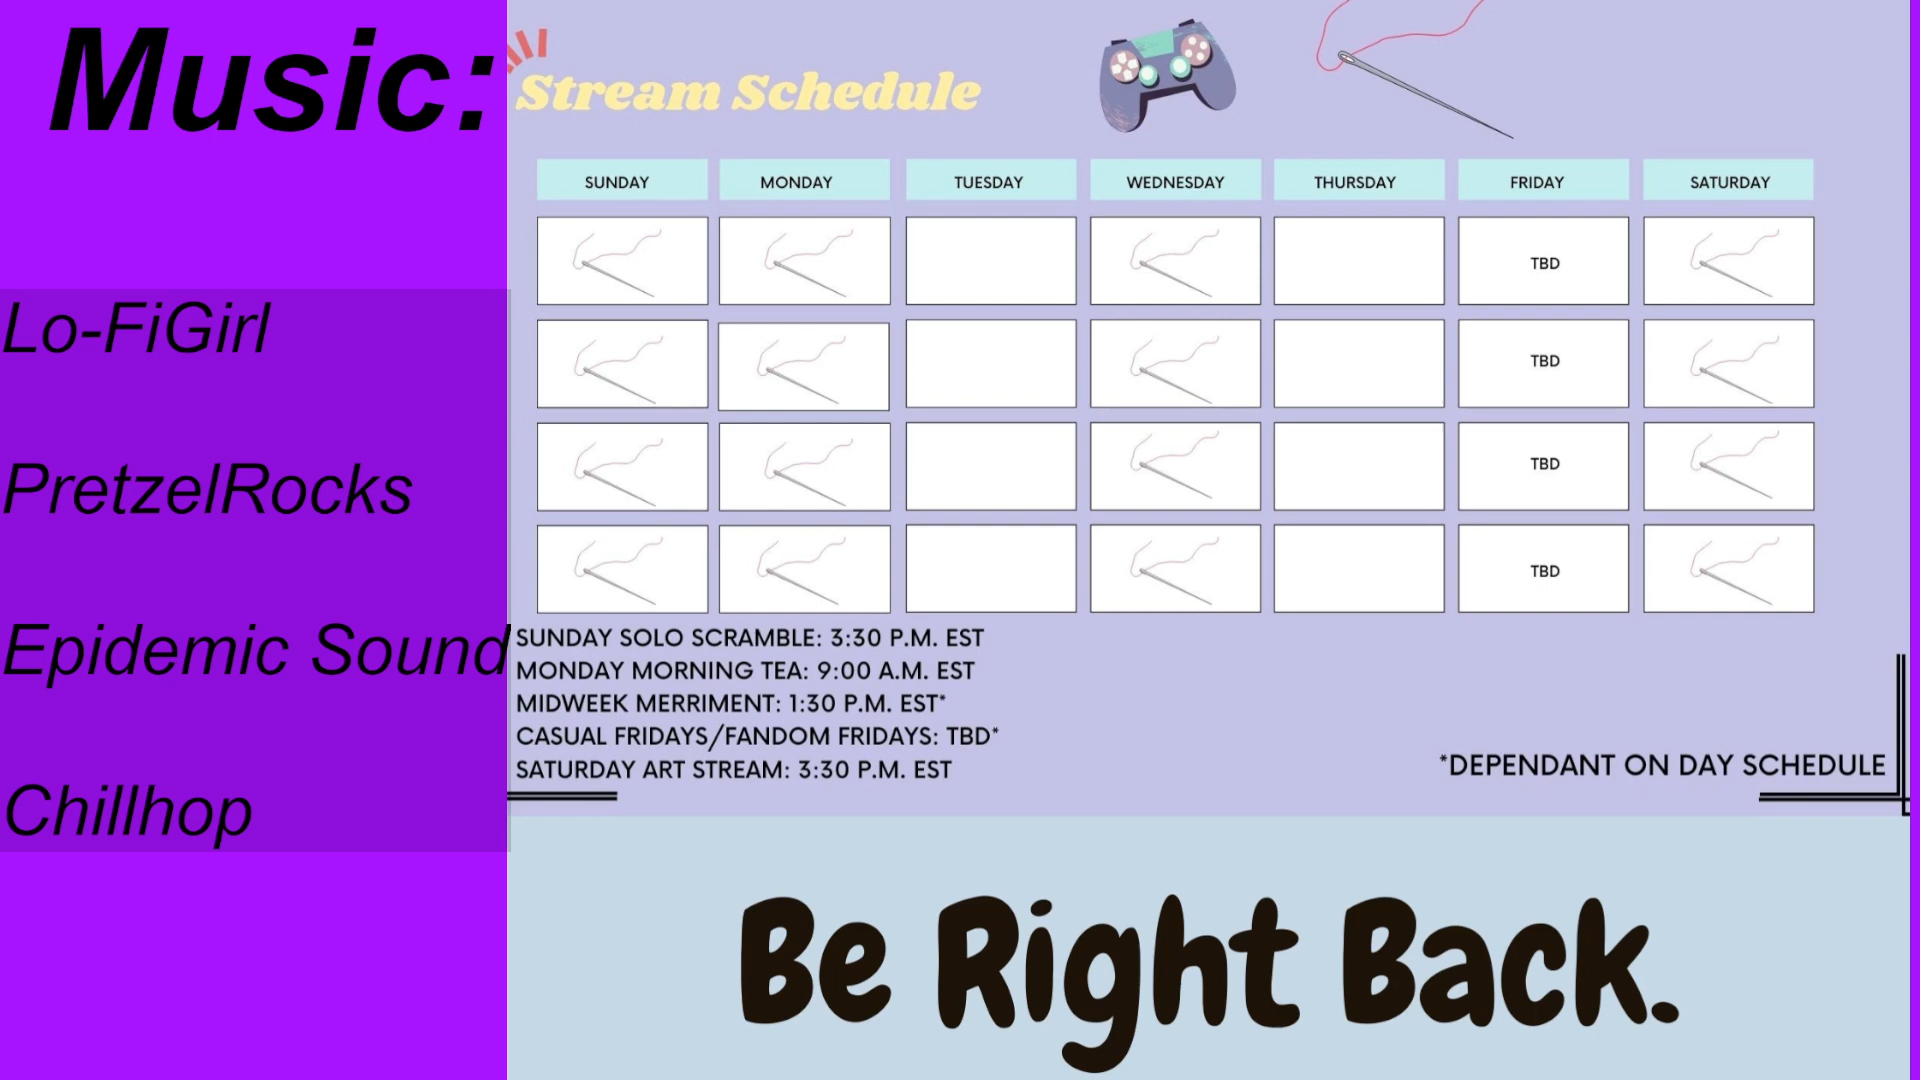 Music:
Lo-FiGirl
PretzelRocks
Epidemic Sound
Chillhop
Stream Schedule
SUNDAY MONDAY TUESDAY WEDNESDAY THURSDAY FRIDAY SATURDAY
TBD
TBD
TBD
TBD
SUNDAY SOLO SCRAMBLE: 3:30 P.M. EST
MONDAY MORNING TEA: 9:00 A.M. EST
MIDWEEK MERRIMENT: 1:30 P.M. EST*
CASUAL FRIDAYS/FANDOM FRIDAYS: TBD*
SATURDAY ART STREAM: 3:30 P.M. EST
*DEPENDANT ON DAY SCHEDULE
Be Right Back.